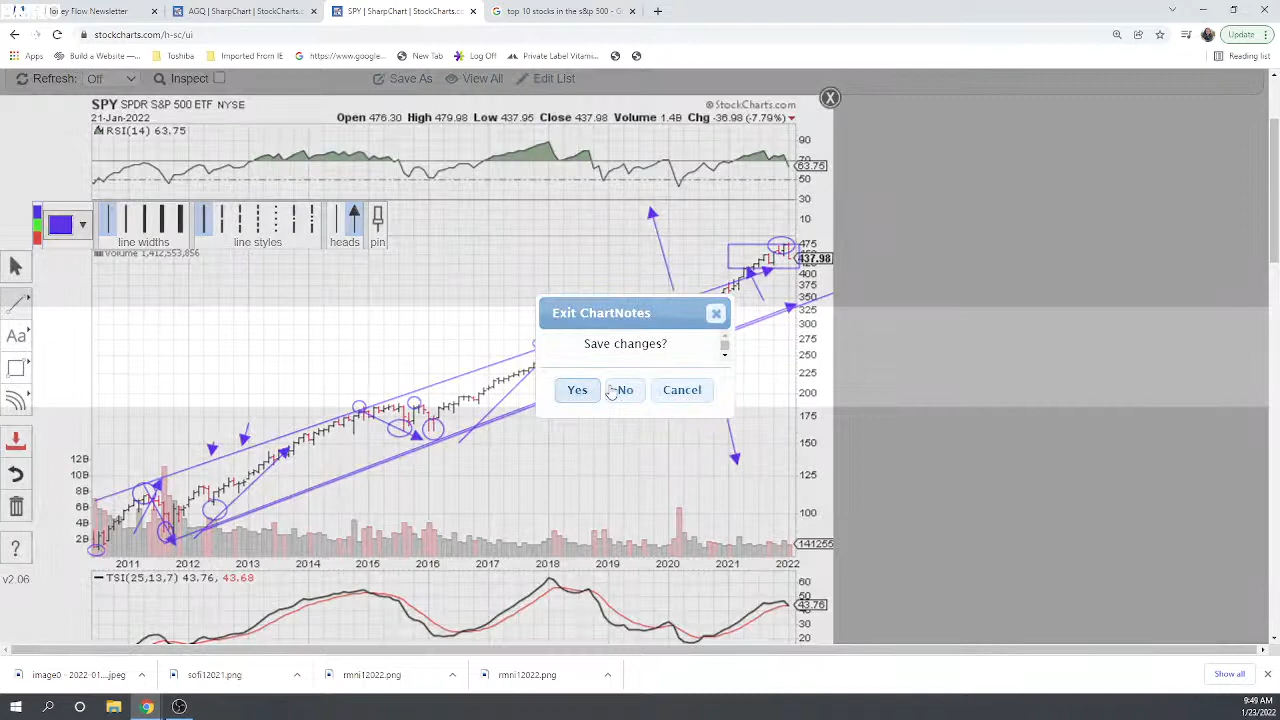 Money Flow Newsletter
AGQ | SharpChart | StockCharts.c
SPY | SharpChart | StockCharts.c
top 10 stocks in the s&p 500 - G
stockcharts.com/h-sc/ui
Update
Apps
Build a Website —...
Toshiba
Imported From IE
https://www.google...
New Tab
Log Off
Private Label Vitam...
Reading list
Refresh: Off
Inspect
Save As
View All
Edit List
X
SPY SPDR S&P 500 ETF NYSE
©StockCharts.com
21-Jan-2022
Open 476.30 High 479.98 Low 437.95 Close 437.98 Volume 1.4B Chg -36.98 (-7.79%)
RSI(14) 63.75
90
70
63.75
50
30
10
line widths
line styles
heads
pin
Volume 1,412,553,856
475
437.98
400
375
350
325
300
275
250
225
200
175
150
125
100
Exit ChartNotes
Save changes?
Yes
No
Cancel
Aa
?
v2.06
12B
10B
8B
6B
4B
2B
141255
2011 2012 2013 2014 2015 2016 2017 2018 2019 2020 2021 2022
TSI(25,13,7) 43.76, 43.68
60
50
43.76
30
20
image0 - 2022-01....jpeg
sofi12021.png
rmni12022.png
rmni12022.png
Show all
9:49 AM
1/23/2022